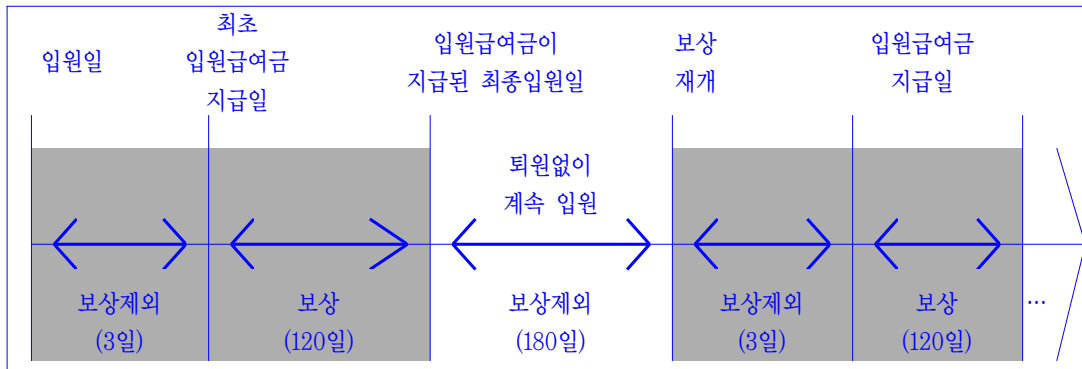 입원일
최초
입원급여금
지급일
입원급여금이
지급된 최종입원일
보상
재개
입원급여금
지급일
퇴원없이
계속 입원
보상제외
(3일)
보상
(120일)
보상제외
(180일)
보상제외
(3일)
보상
(120일)
…